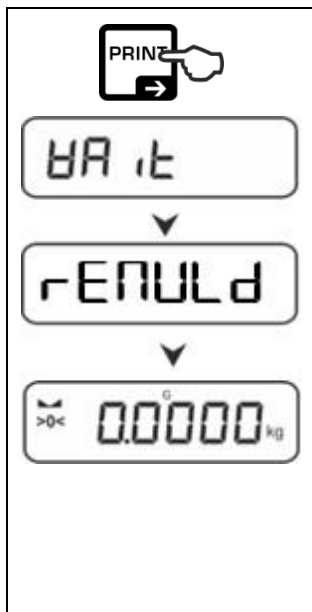 PRINT
WAit
rEMULd
>0<
G
0.0000 kg